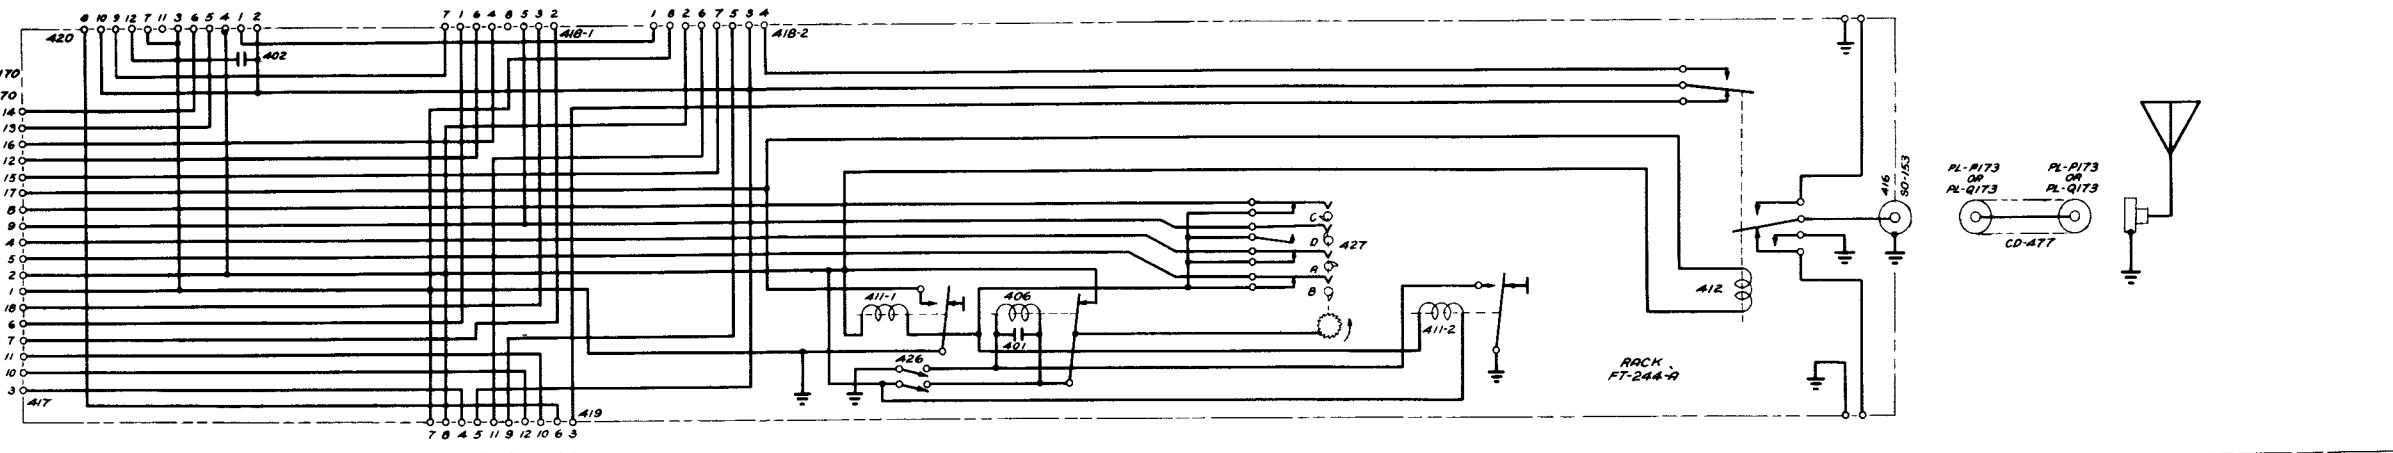 8 10 9 12 7 11 3 6 5 4 1 2
7 1 6 4 8 5 3 2
1 8 2 6 7 5 3 4
420
418-1
418-2
402
170
70
14
13
16
12
15
17
8
9
4
5
2
1
18
6
7
11
10
3
417
419
7 8 4 5 11 9 12 10 6 3
411-1
406
401
426
C
D
A
B
427
411-2
412
RACK
FT-244-A
416
SO-153
PL-P173
OR
PL-Q173
PL-P173
OR
PL-Q173
CD-477